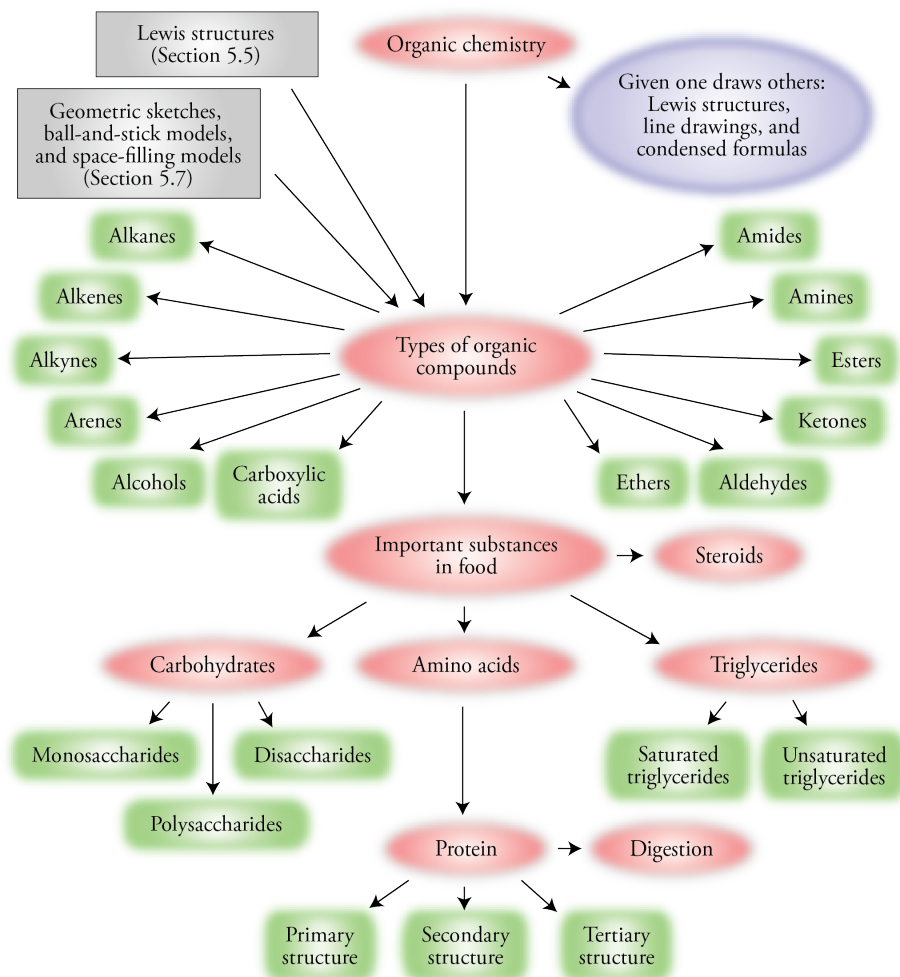 Lewis structures
(Section 5.5)
Organic chemistry
Given one draws others:
Lewis structures,
line drawings, and
condensed formulas
Geometric sketches,
ball-and-stick models,
and space-filling models
(Section 5.7)
Alkanes
Amides
Alkenes
Amines
Types of organic
compounds
Alkynes
Esters
Arenes
Ketones
Alcohols
Carboxylic
acids
Ethers
Aldehydes
Important substances
in food
Steroids
Carbohydrates
Amino acids
Triglycerides
Monosaccharides
Disaccharides
Saturated
triglycerides
Unsaturated
triglycerides
Polysaccharides
Protein
Digestion
Primary
structure
Secondary
structure
Tertiary
structure